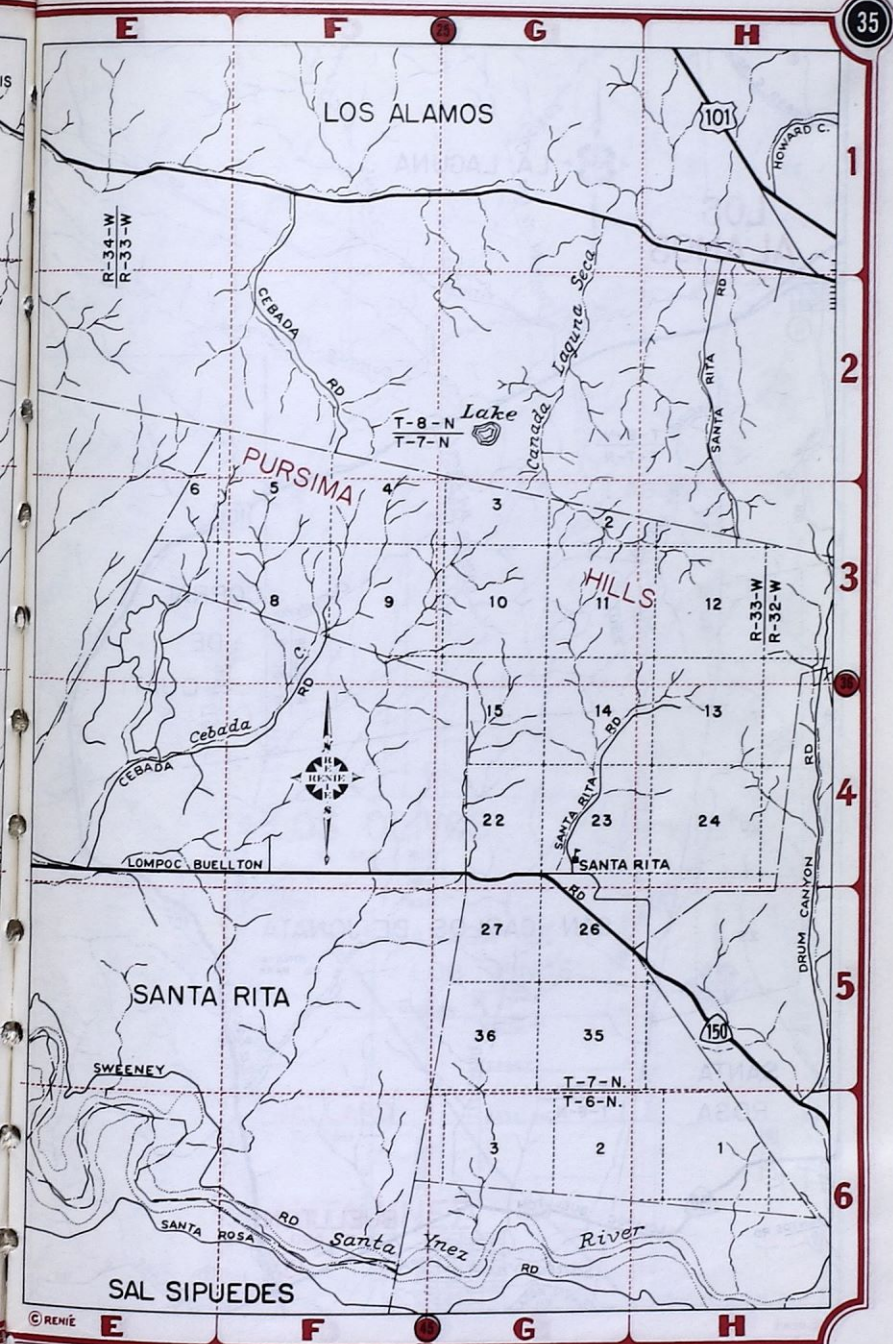 E F 25 G H 35
IS
LOS ALAMOS
101
HOWARD C.
1
R-34-W
R-33-W
CEBADA
RD
Canada Laguna Seca
RD
SANTA RITA
2
T-8-N
T-7-N
Lake
PURSIMA
6 5 4 3 2
HILLS
3
8 9 10 11 12
R-33-W
R-32-W
C.
RD
36
15 14 13
RD
Cebada
CEBADA
RENIE
SERIES
RD
4
SANTA RITA
22 23 24
LOMPOC BUELLTON
SANTA RITA
RD
DRUM CANYON
27 26
SANTA RITA
5
36 35
150
SWEENEY
T-7-N.
T-6-N.
3 2 1
6
RD
SANTA ROSA
Santa Ynez River
RD
SAL SIPUEDES
© RENIE
E F 45 G H